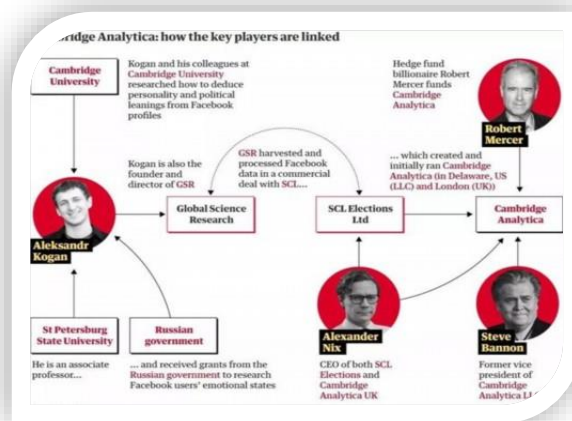 bridge Analytica: how the key players are linked
Cambridge
University
Kogan and his colleagues at
Cambridge University
researched how to deduce
personality and political
leanings from Facebook
profiles
Hedge fund
billionaire Robert
Mercer funds
Cambridge
Analytica
Robert
Mercer
Kogan is also the
founder and
director of GSR
GSR harvested and
processed Facebook
data in a commercial
deal with SCL...
... which created and
initially ran Cambridge
Analytica (in Delaware, US
(LLC) and London (UK))
Aleksandr
Kogan
Global Science
Research
SCL Elections
Ltd
Cambridge
Analytica
St Petersburg
State University
Russian
government
Alexander
Nix
Steve
Bannon
He is an associate
professor...
... and received grants from the
Russian government to research
Facebook users' emotional states
CEO of both SCL
Elections and
Cambridge
Analytica UK
Former vice
president of
Cambridge
Analytica